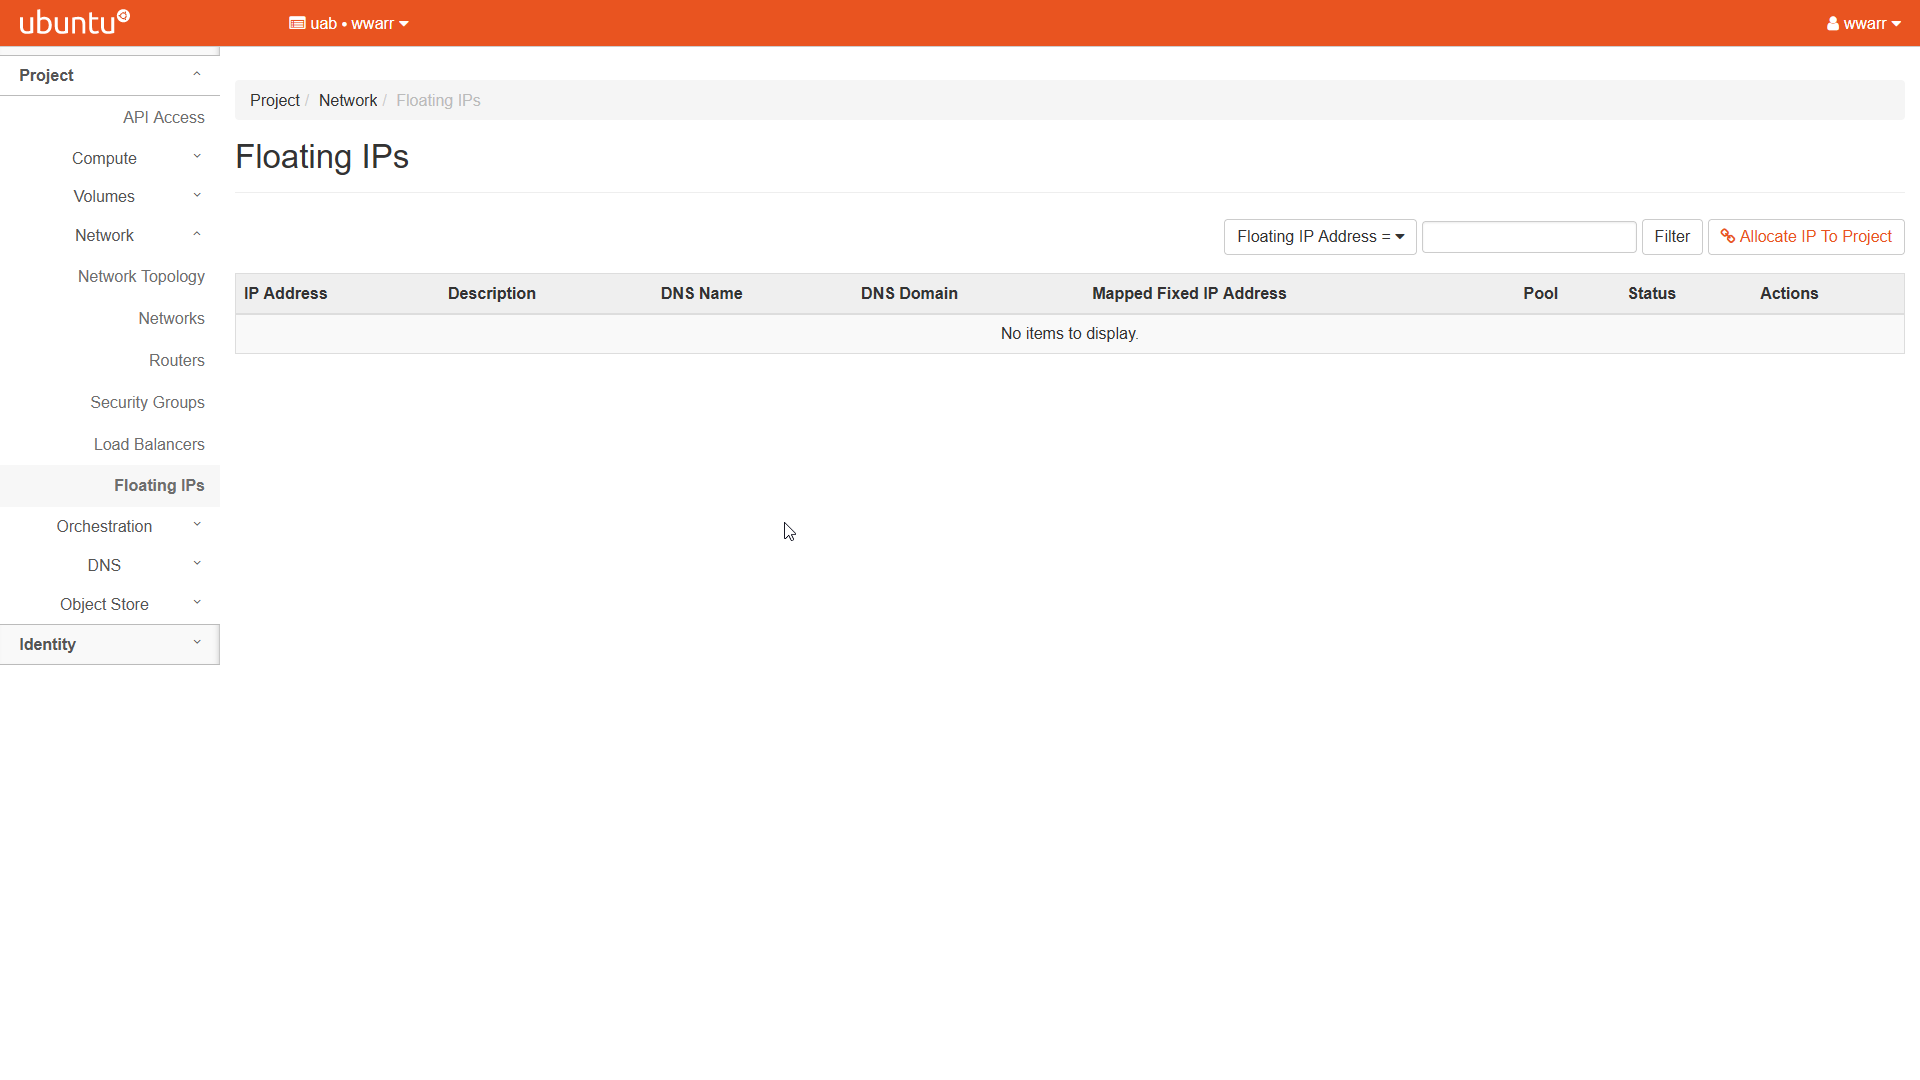 ubuntu
uab • wwarr
wwarr
Project
API Access
Compute
Volumes
Network
Network Topology
Networks
Routers
Security Groups
Load Balancers
Floating IPs
Orchestration
DNS
Object Store
Identity
Project / Network / Floating IPs
Floating IPs
Floating IP Address = Filter Allocate IP To Project
IP Address Description DNS Name DNS Domain Mapped Fixed IP Address Pool Status Actions
No items to display.